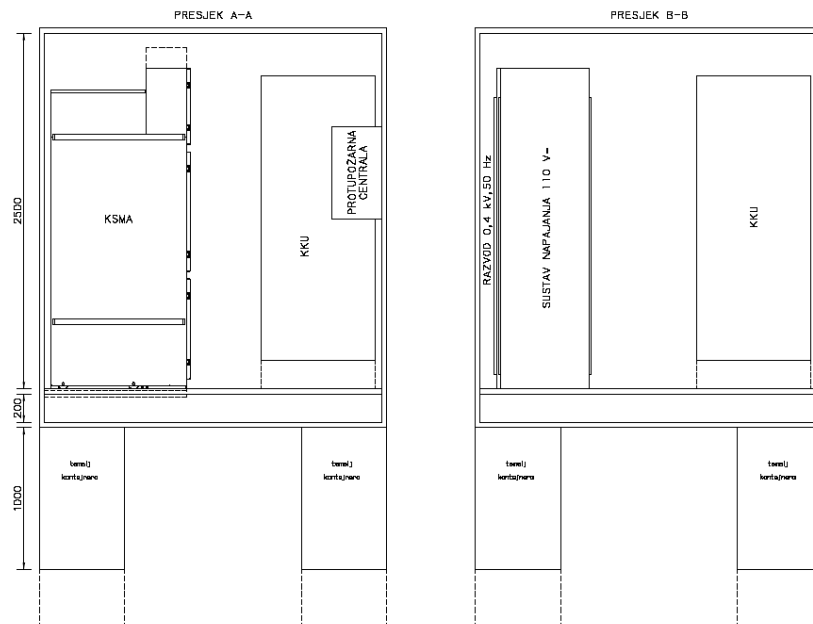 PRESJEK A-A
PRESJEK B-B
2500
200
1000
KSMA
PROTUPOŽARNA
CENTRALA
KKU
temelj
kontejnera
temelj
kontejnera
RAZVOD 0,4 kV,50 Hz
SUSTAV NAPAJANJA 110 V=
KKU
temelj
kontejnera
temelj
kontejnera